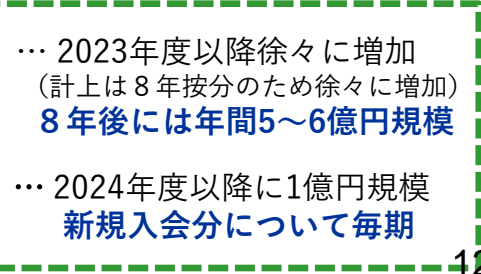 … 2023年度以降徐々に増加
（計上は８年按分のため徐々に増加）
８年後には年間5～6億円規模
… 2024年度以降に1億円規模
新規入会分について毎期
12